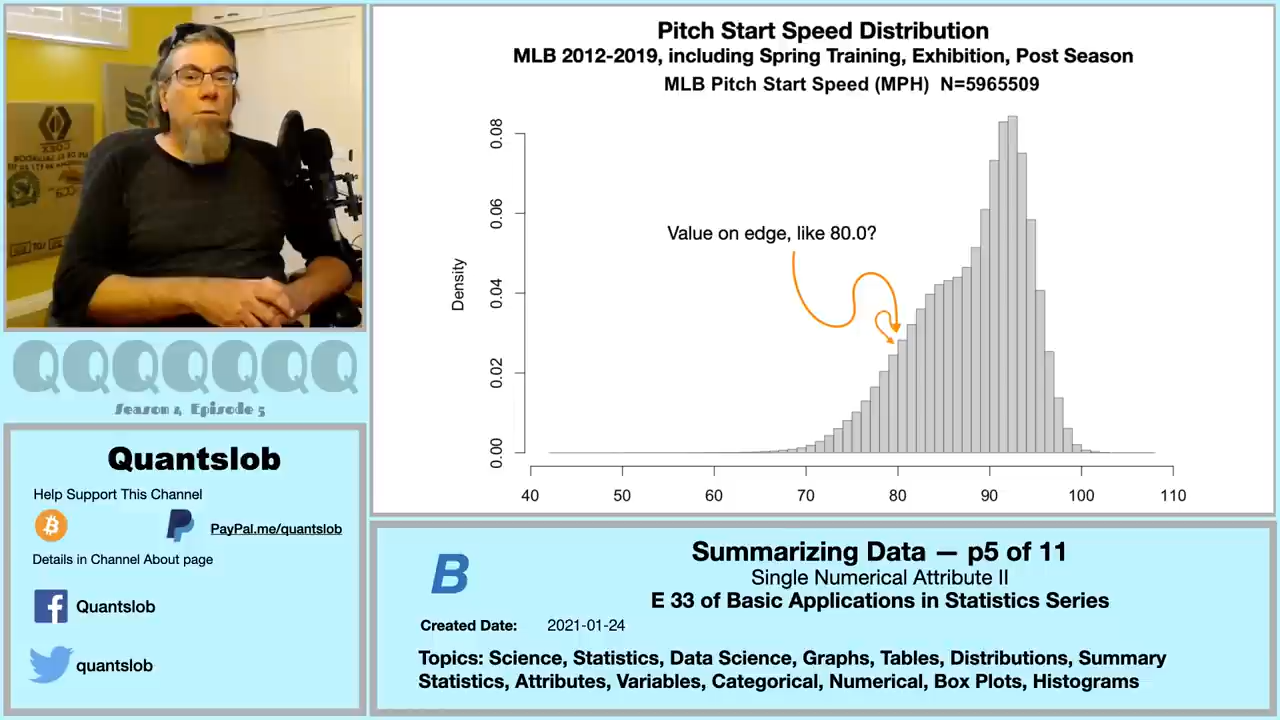 Pitch Start Speed Distribution
MLB 2012-2019, including Spring Training, Exhibition, Post Season
MLB Pitch Start Speed (MPH) N=5965509
Density
0.00
0.02
0.04
0.06
0.08
Value on edge, like 80.0?
40 50 60 70 80 90 100 110
QQQQQQQ
Season 4 Episode 5
Quantslob
Help Support This Channel
PayPal.me/quantslob
Details in Channel About page
Quantslob
quantslob
B
Summarizing Data — p5 of 11
Single Numerical Attribute II
E 33 of Basic Applications in Statistics Series
Created Date: 2021-01-24
Topics: Science, Statistics, Data Science, Graphs, Tables, Distributions, Summary
Statistics, Attributes, Variables, Categorical, Numerical, Box Plots, Histograms